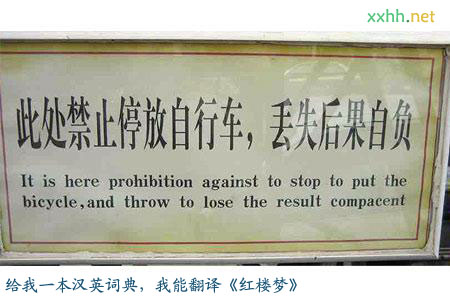 xxhh.net
此处禁止停放自行车，丢失后果自负
It is here prohibition against to stop to put the
bicycle,and throw to lose the result compacent
给我一本汉英词典，我能翻译《红楼梦》